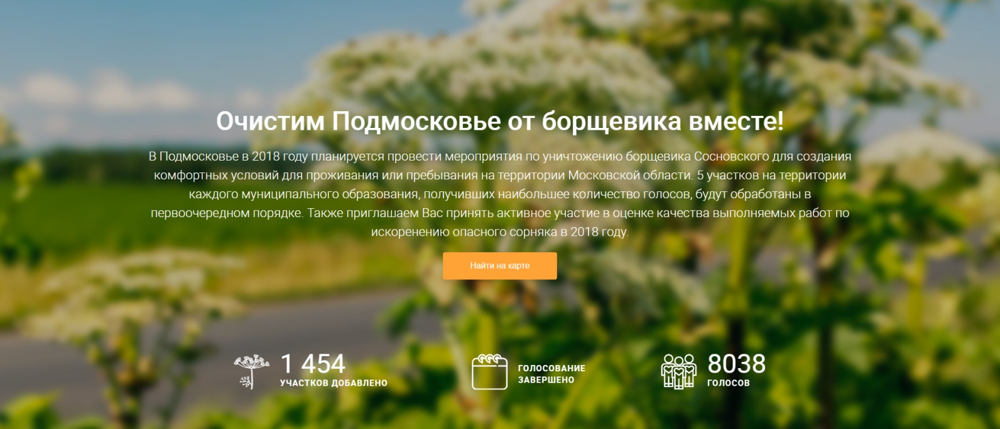 Очистим Подмосковье от борщевика вместе!
В Подмосковье в 2018 году планируется провести мероприятия по уничтожению борщевика Сосновского для создания
комфортных условий для проживания или пребывания на территории Московской области. 5 участков на территории
каждого муниципального образования, получивших наибольшее количество голосов, будут обработаны в
первоочередном порядке. Также приглашаем Вас принять активное участие в оценке качества выполняемых работ по
искоренению опасного сорняка в 2018 году.
Найти на карте
1 454
УЧАСТКОВ ДОБАВЛЕНО
ГОЛОСОВАНИЕ
ЗАВЕРШЕНО
8038
ГОЛОСОВ